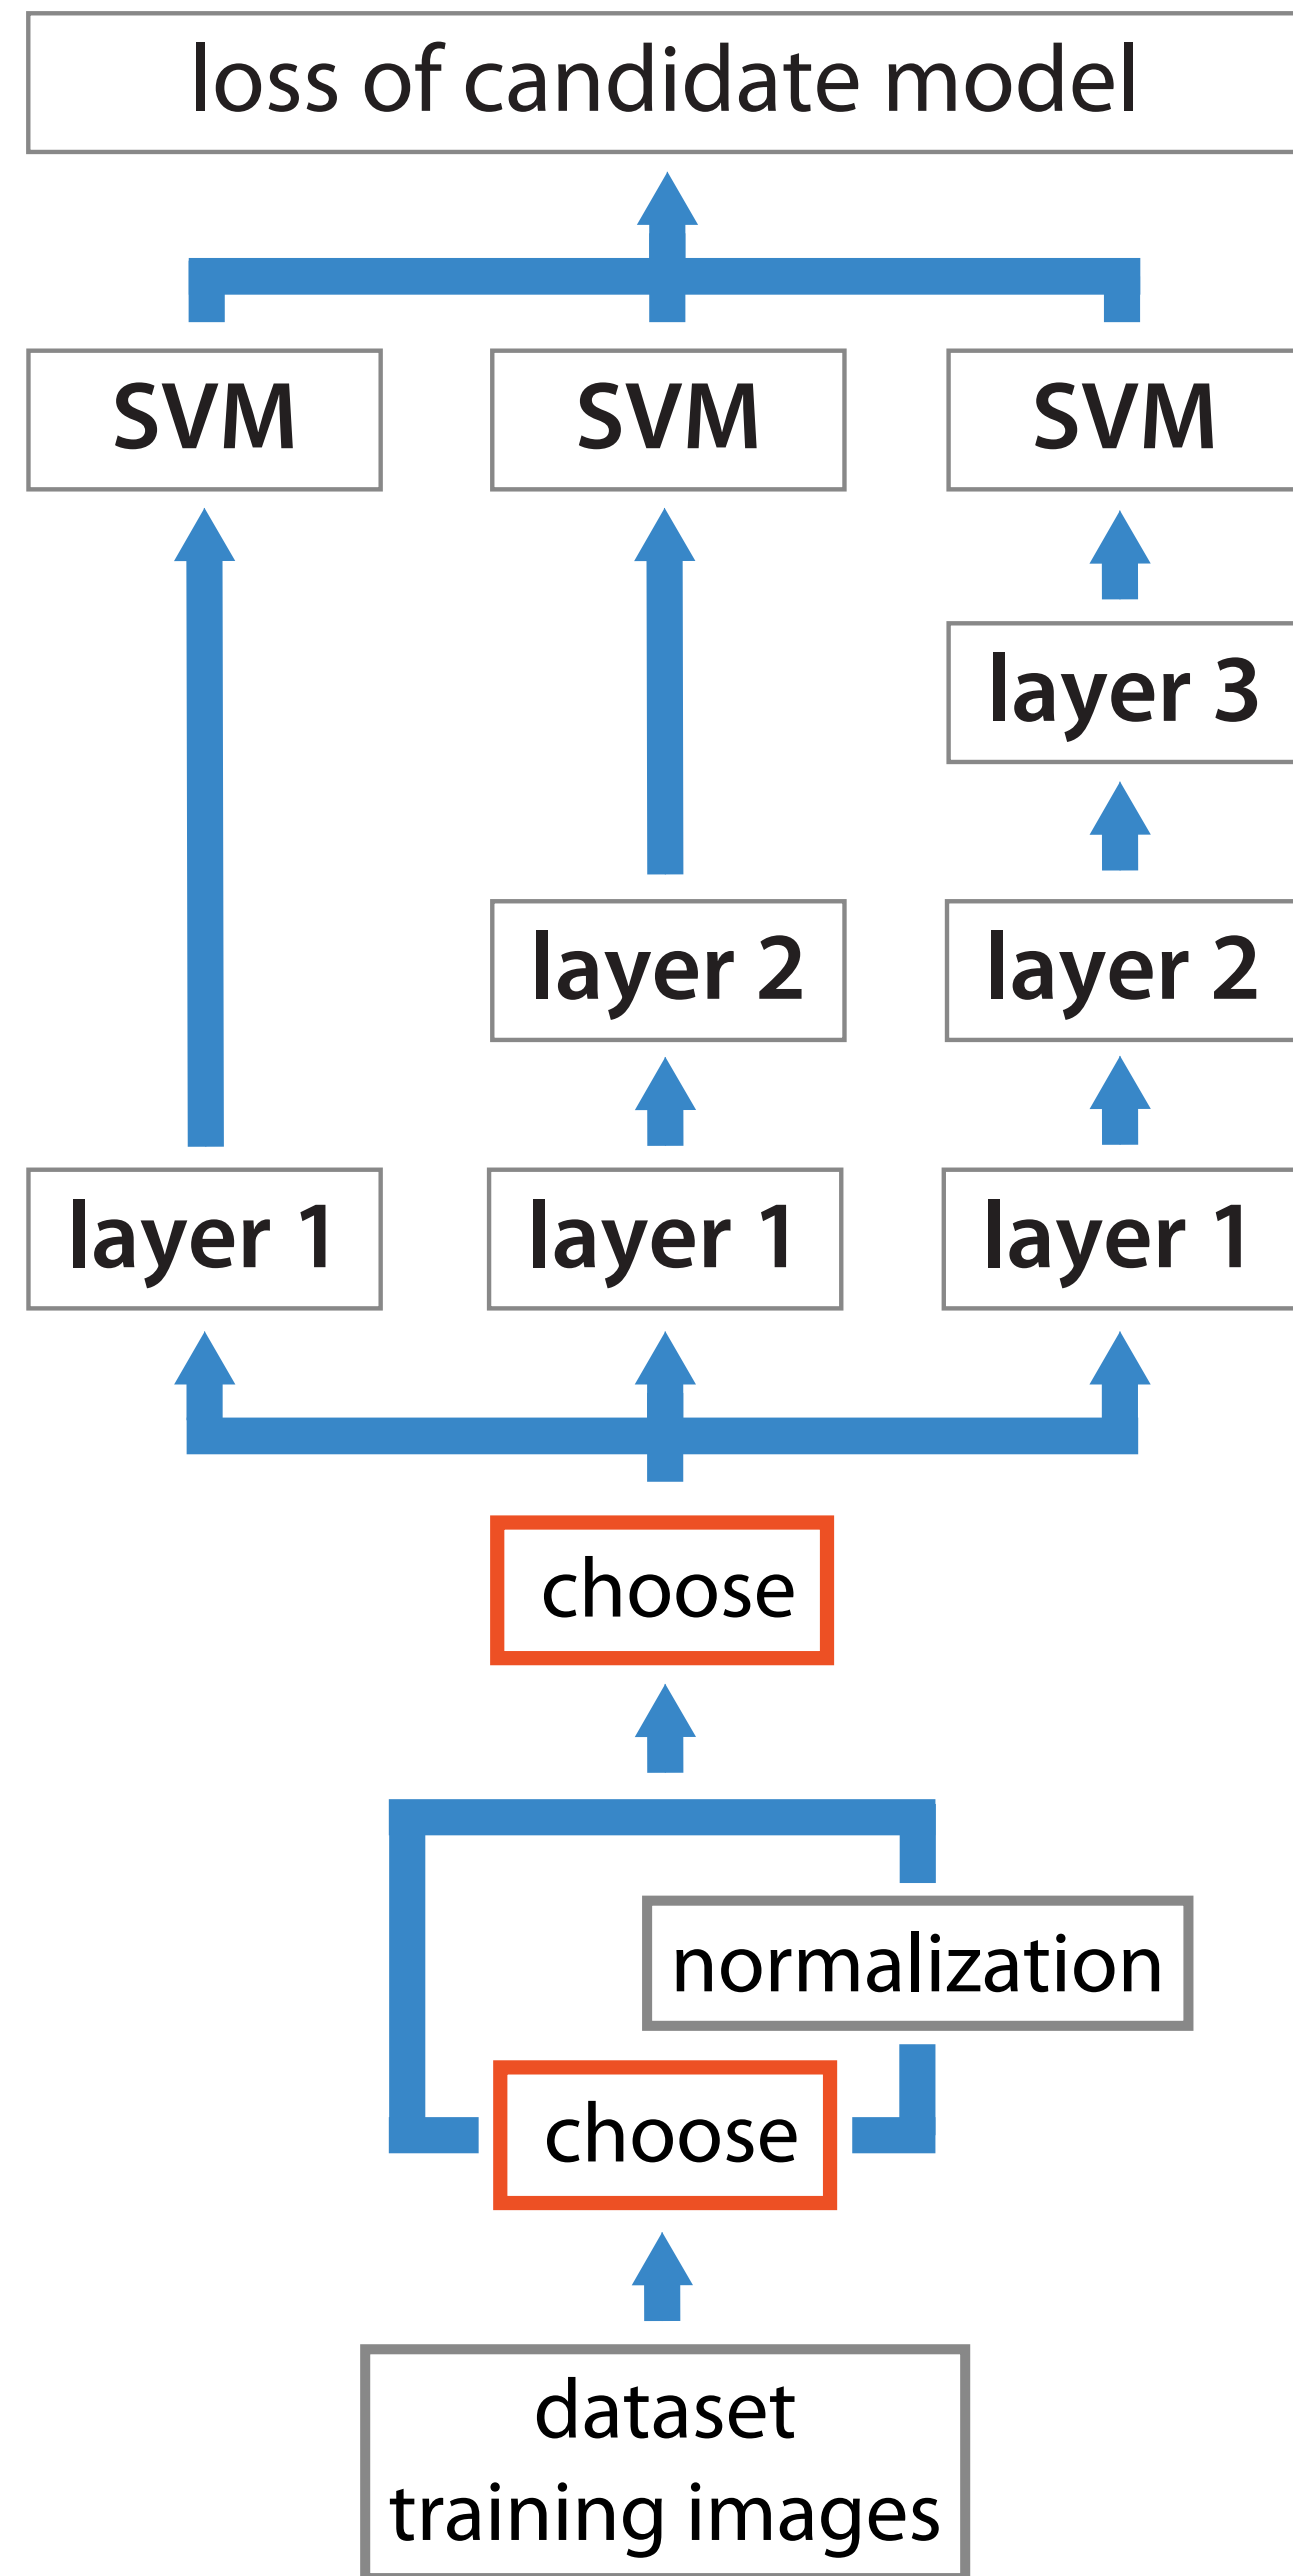 loss of candidate model
SVM SVM SVM
layer 3
layer 2 layer 2
layer 1 layer 1 layer 1
choose
normalization
choose
dataset
training images